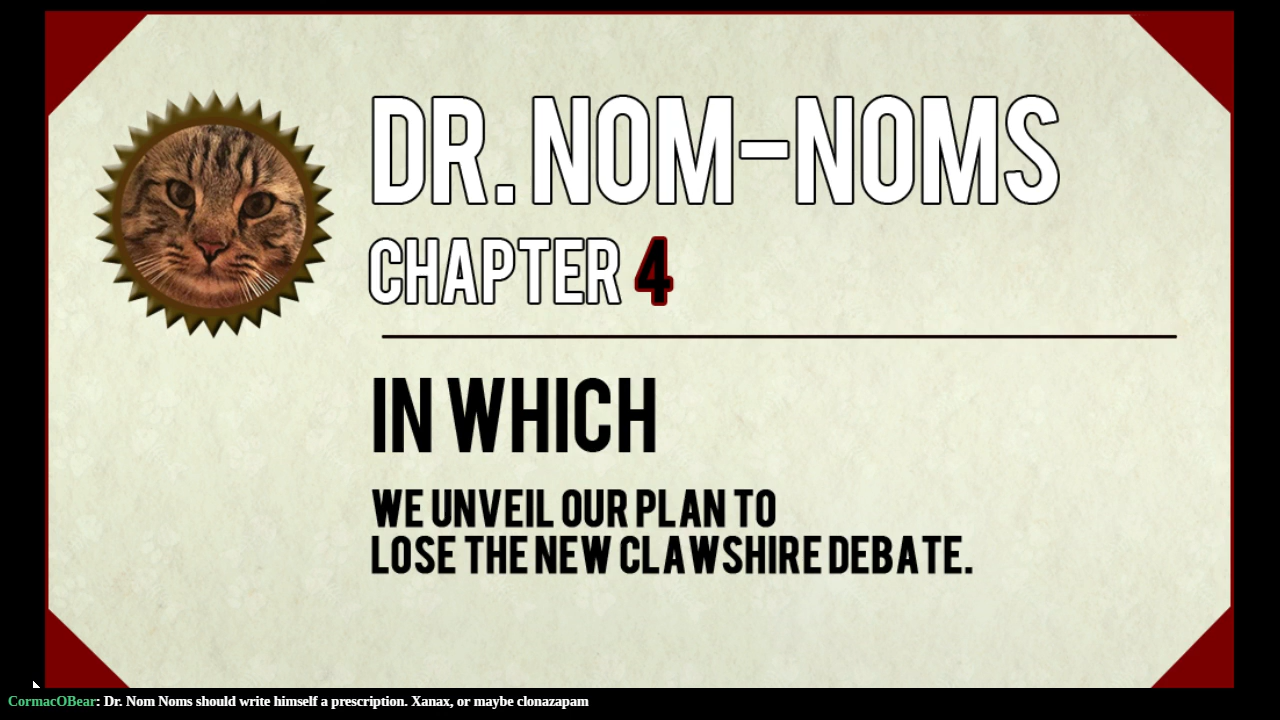 DR. NOM-NOMS
CHAPTER 4
IN WHICH
WE UNVEIL OUR PLAN TO
LOSE THE NEW CLAWSHIRE DEBATE.
CormacOBear: Dr. Nom Noms should write himself a prescription. Xanax, or maybe clonazapam